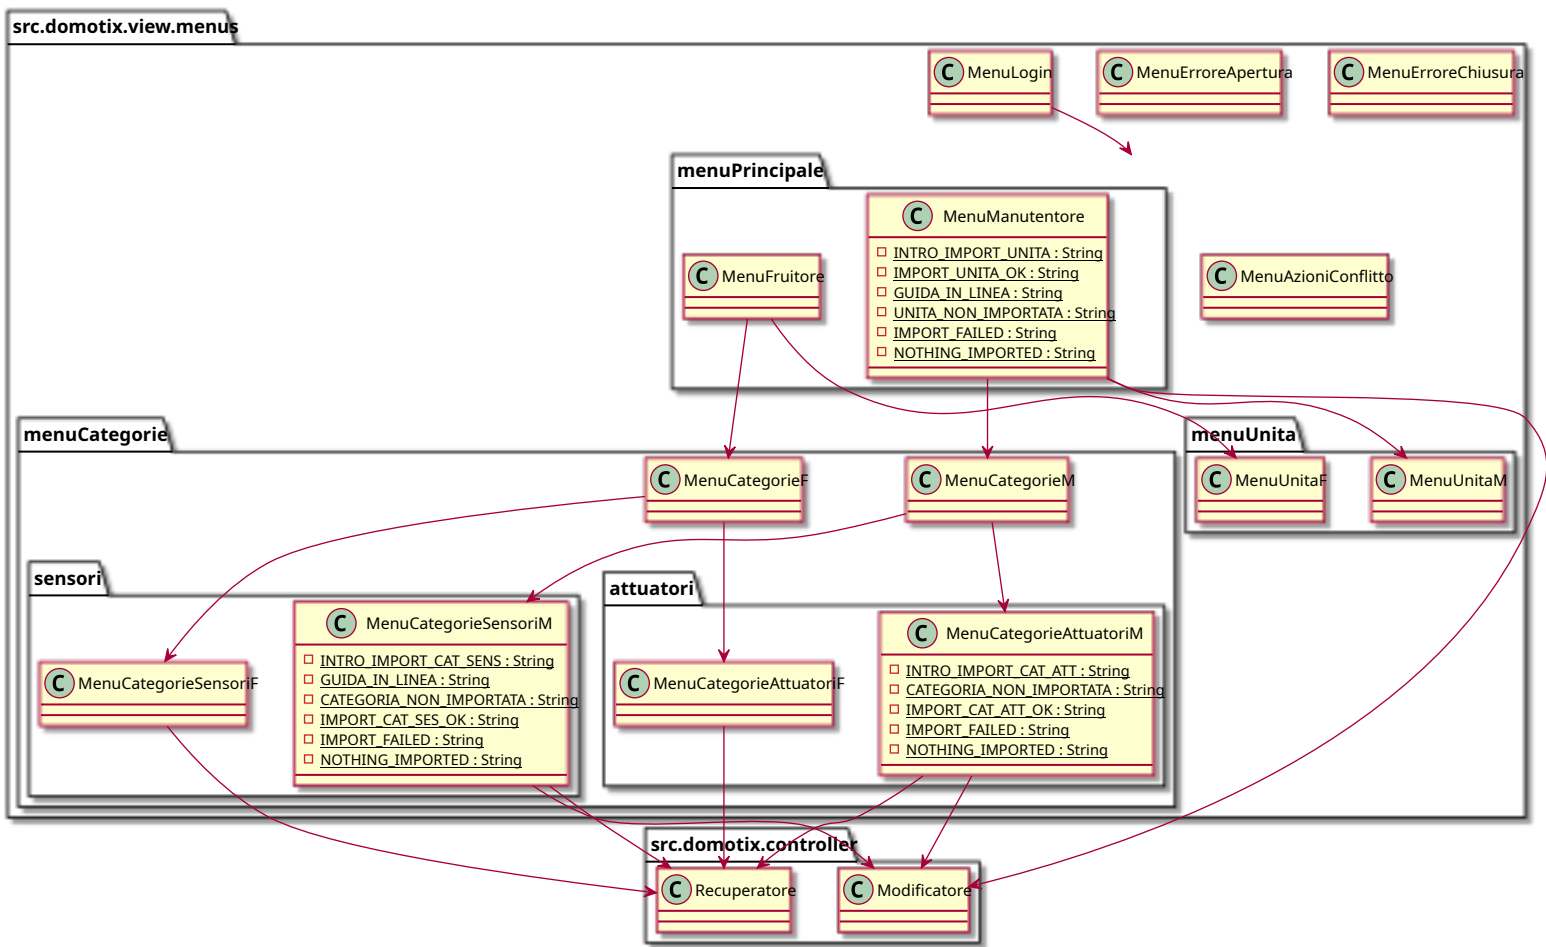 src.domotix.view.menus
C MenuLogin
C MenuErroreApertura
C MenuErroreChiusura
menuPrincipale
C MenuManutentore
INTRO_IMPORT_UNITA : String
IMPORT_UNITA_OK : String
GUIDA_IN_LINEA : String
UNITA_NON_IMPORTATA : String
IMPORT_FAILED : String
NOTHING_IMPORTED : String
C MenuFruitore
C MenuAzioniConflitto
menuCategorie
C MenuCategorieF
C MenuCategorieM
menuUnita
C MenuUnitaF
C MenuUnitaM
sensori
C MenuCategorieSensoriF
C MenuCategorieSensoriM
INTRO_IMPORT_CAT_SENS : String
GUIDA_IN_LINEA : String
CATEGORIA_NON_IMPORTATA : String
IMPORT_CAT_SES_OK : String
IMPORT_FAILED : String
NOTHING_IMPORTED : String
attuatori
C MenuCategorieAttuatoriF
C MenuCategorieAttuatoriM
INTRO_IMPORT_CAT_ATT : String
CATEGORIA_NON_IMPORTATA : String
IMPORT_CAT_ATT_OK : String
IMPORT_FAILED : String
NOTHING_IMPORTED : String
src.domotix.controller
C Recuperatore
C Modificatore